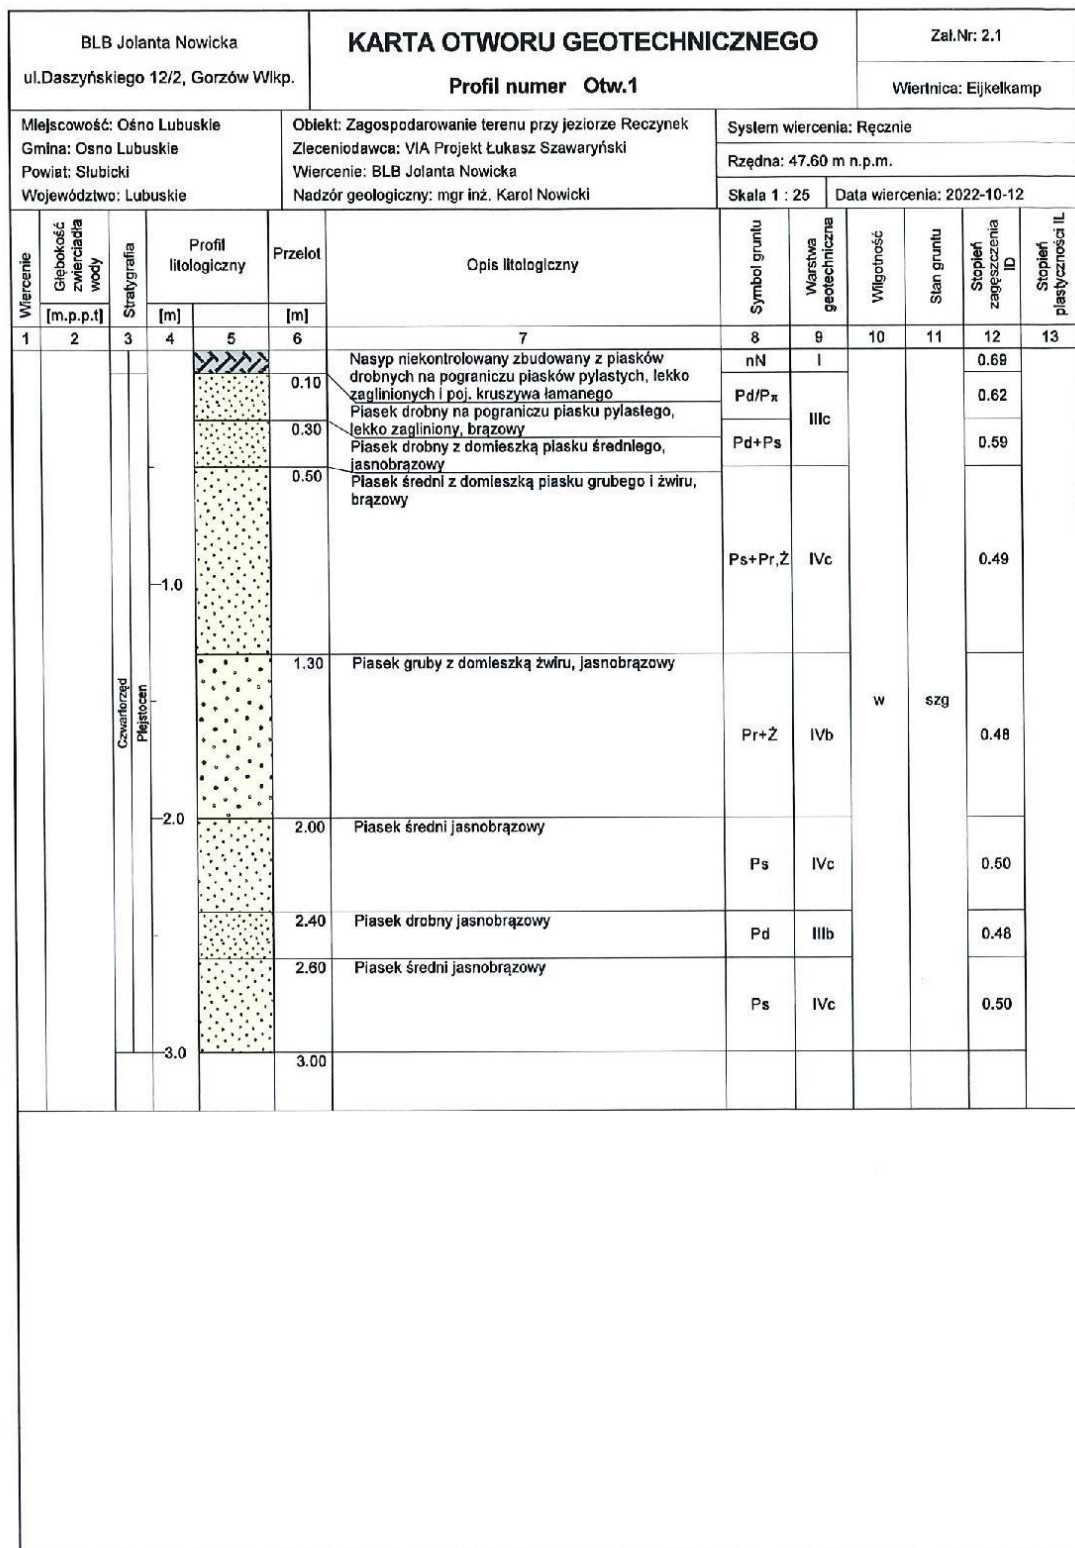 BLB Jolanta Nowicka
ul.Daszyńskiego 12/2, Gorzów Wlkp.
KARTA OTWORU GEOTECHNICZNEGO
Profil numer Otw.1
Zał.Nr: 2.1
Wiertnica: Eijkelkamp
Miejscowość: Ośno Lubuskie
Gmina: Osno Lubuskie
Powiat: Słubicki
Województwo: Lubuskie
Obiekt: Zagospodarowanie terenu przy jeziorze Reczynek
Zleceniodawca: VIA Projekt Łukasz Szawaryński
Wiercenie: BLB Jolanta Nowicka
Nadzór geologiczny: mgr inż. Karol Nowicki
System wiercenia: Ręcznie
Rzędna: 47.60 m n.p.m.
Skala 1 : 25
Data wiercenia: 2022-10-12
Wiercenie
Głębokość zwierciadła wody
[m.p.p.t]
Stratygrafia
Profil litologiczny
[m]
Przelot
[m]
Opis litologiczny
Symbol gruntu
Warstwa geotechniczna
Wilgotność
Stan gruntu
Stopień zagęszczenia ID
Stopień plastyczności IL
1 2 3 4 5 6 7 8 9 10 11 12 13
Nasyp niekontrolowany zbudowany z piasków
drobnych na pograniczu piasków pylastych, lekko
zaglinionych i poj. kruszywa łamanego
nN I 0.69
0.10
Piasek drobny na pograniczu piasku pylastego,
lekko zagliniony, brązowy
Pd/Pπ IIIc 0.62
0.30
Piasek drobny z domieszką piasku średniego,
jasnobrązowy
Pd+Ps 0.59
0.50
Piasek średni z domieszką piasku grubego i żwiru,
brązowy
Ps+Pr,Ż IVc 0.49
1.0
1.30 Piasek gruby z domieszką żwiru, jasnobrązowy
Czwartorzęd
Plejstocen
w szg
Pr+Ż IVb 0.48
2.0
2.00 Piasek średni jasnobrązowy
Ps IVc 0.50
2.40 Piasek drobny jasnobrązowy
Pd IIIb 0.48
2.60 Piasek średni jasnobrązowy
Ps IVc 0.50
3.0
3.00